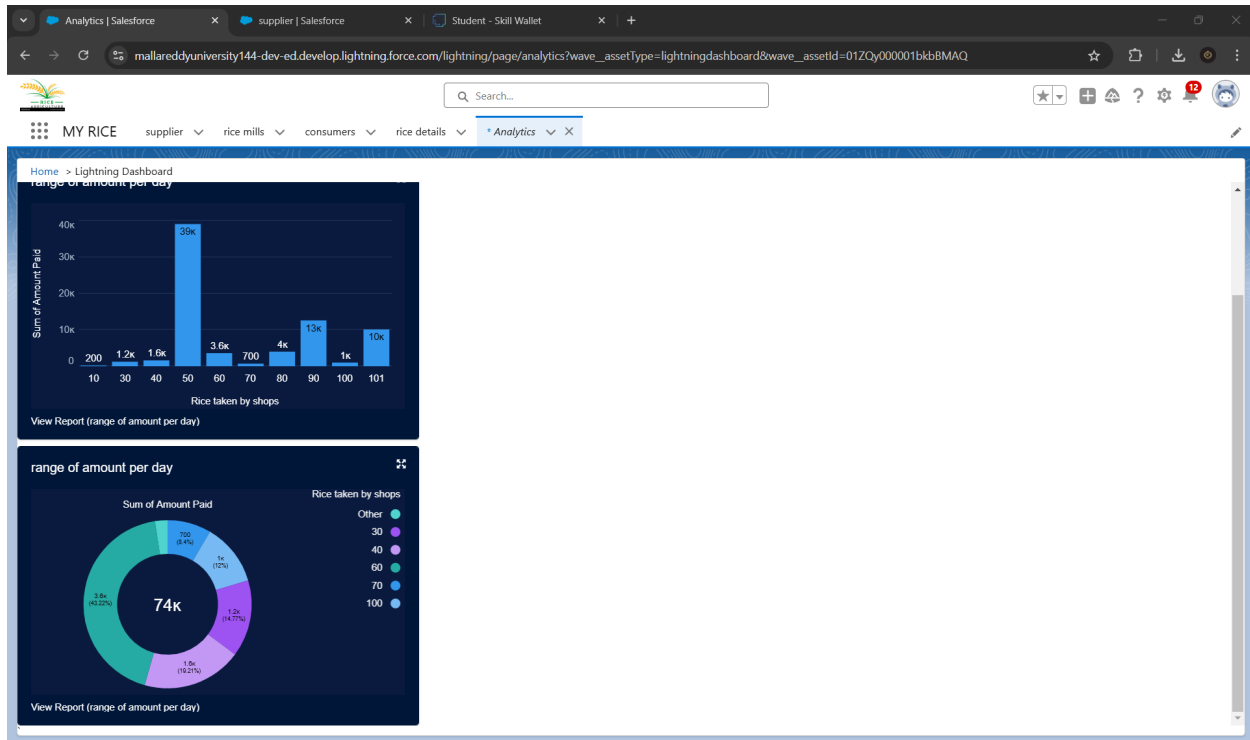 Analytics | Salesforce
supplier | Salesforce
Student - Skill Wallet
mallareddyuniversity144-dev-ed.develop.lightning.force.com/lightning/page/analytics?wave__assetType=lightningdashboard&wave__assetId=01ZQy000001bkbBMAQ
RICE
Search...
12
MY RICE
supplier
rice mills
consumers
rice details
* Analytics
Home > Lightning Dashboard
range of amount per day
Sum of Amount Paid
40K
30K
20K
10K
0
200
1.2K
1.6K
39K
3.6K
700
4K
13K
1K
10K
10 30 40 50 60 70 80 90 100 101
Rice taken by shops
View Report (range of amount per day)
range of amount per day
Sum of Amount Paid
Rice taken by shops
Other
30
40
60
70
100
700
(8.4%)
1K
(12%)
1.2K
(14.77%)
1.6K
(19.21%)
3.6K
(43.22%)
74K
View Report (range of amount per day)